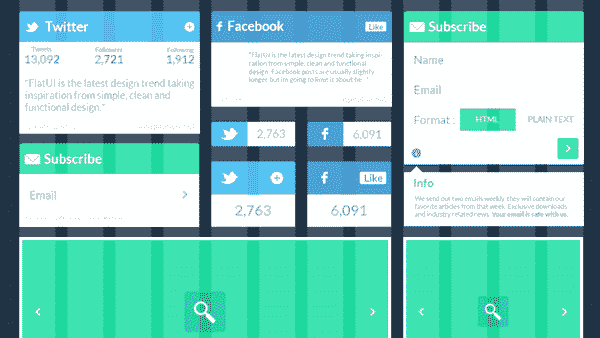 Twitter
Tweets
Followers
Following
13,092
2,721
1,912
"FlatUI is the latest design trend taking
inspiration from simple, clean and
functional design."
Subscribe
Email
Facebook
Like
"FlatUI is the latest design trend taking inspi-
ration from simple, clean and functional
design. Facebook posts are usually slightly
longer but im going to limit it about he
2,763
6,091
Like
2,763
6,091
Subscribe
Name
Email
Format :
HTML
PLAIN TEXT
Info
We send out two emails weekly, they will contain our
favorite articles from that week. Exclusive downloads
and industry related news. Your email is safe with us.